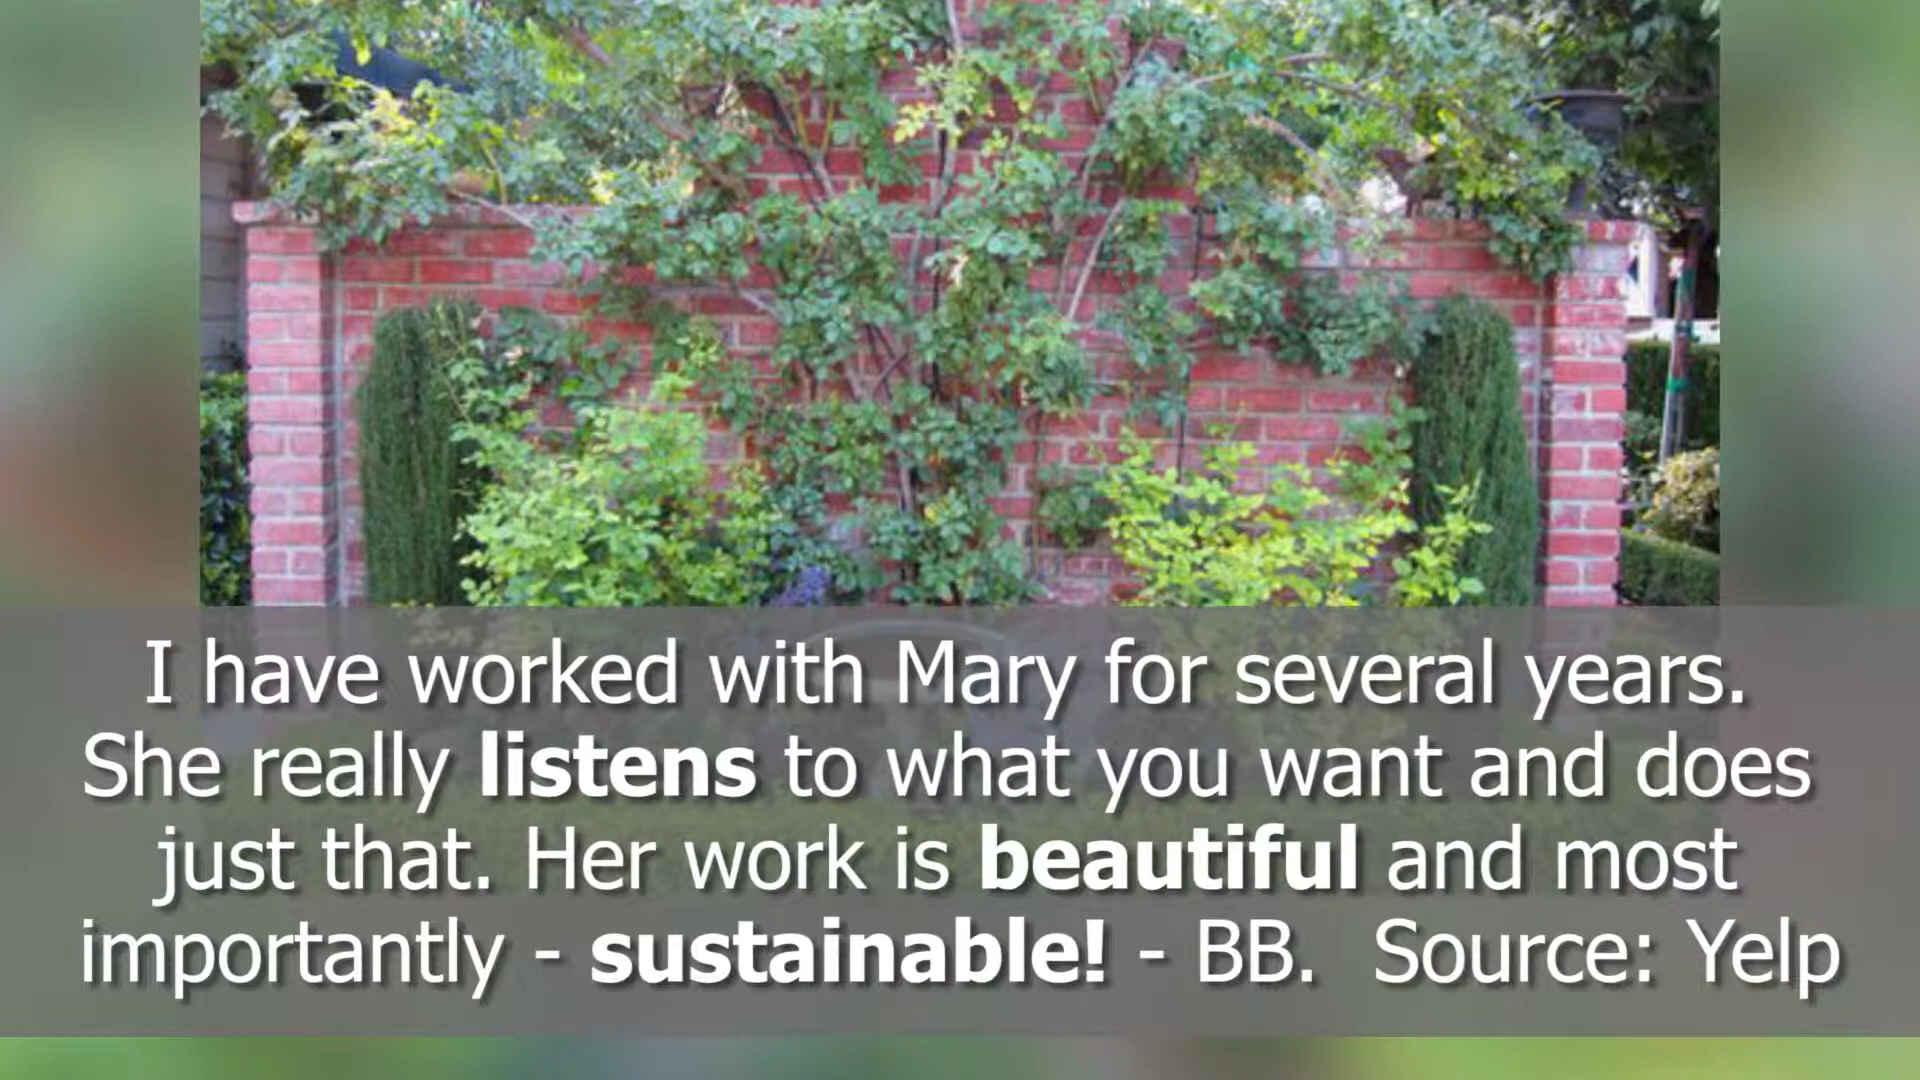 I have worked with Mary for several years.
She really listens to what you want and does
just that. Her work is beautiful and most
importantly - sustainable! - BB.  Source: Yelp